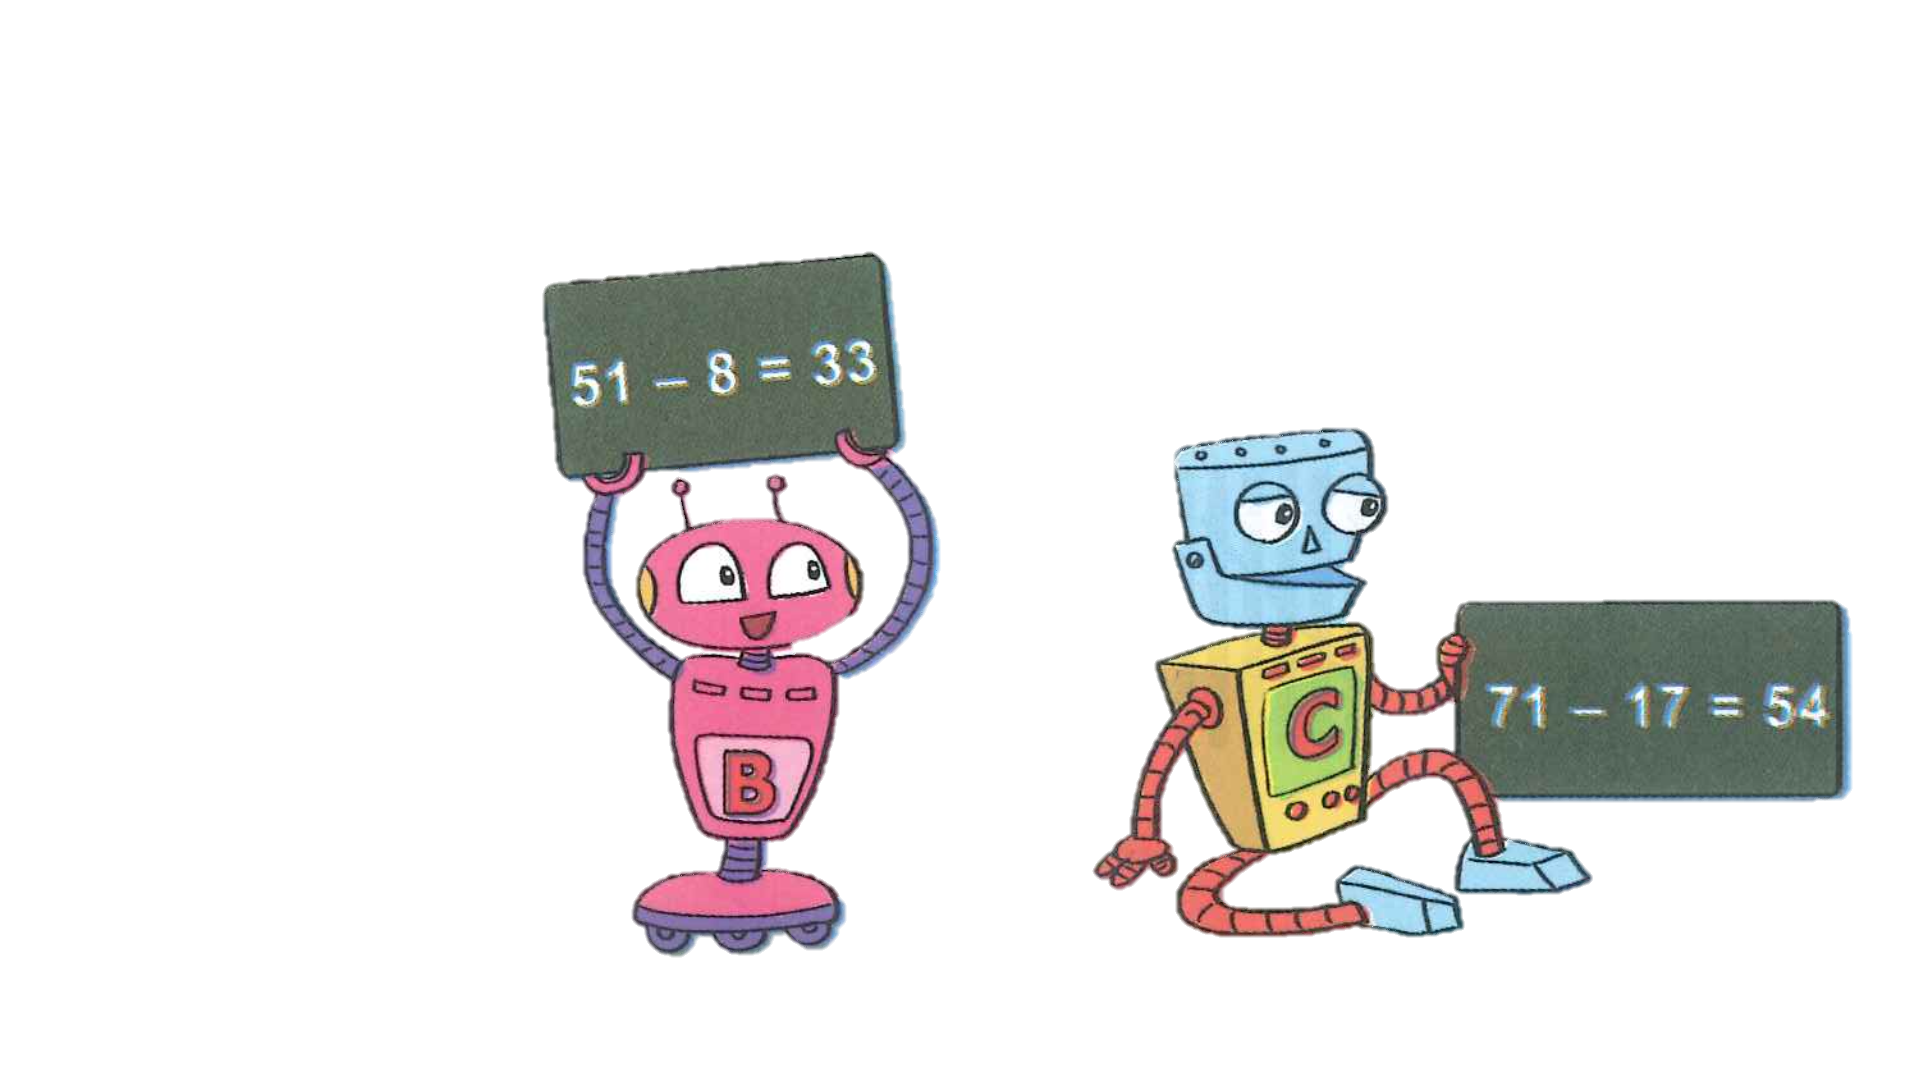 51 – 8 = 33
B
C
71 – 17 = 54